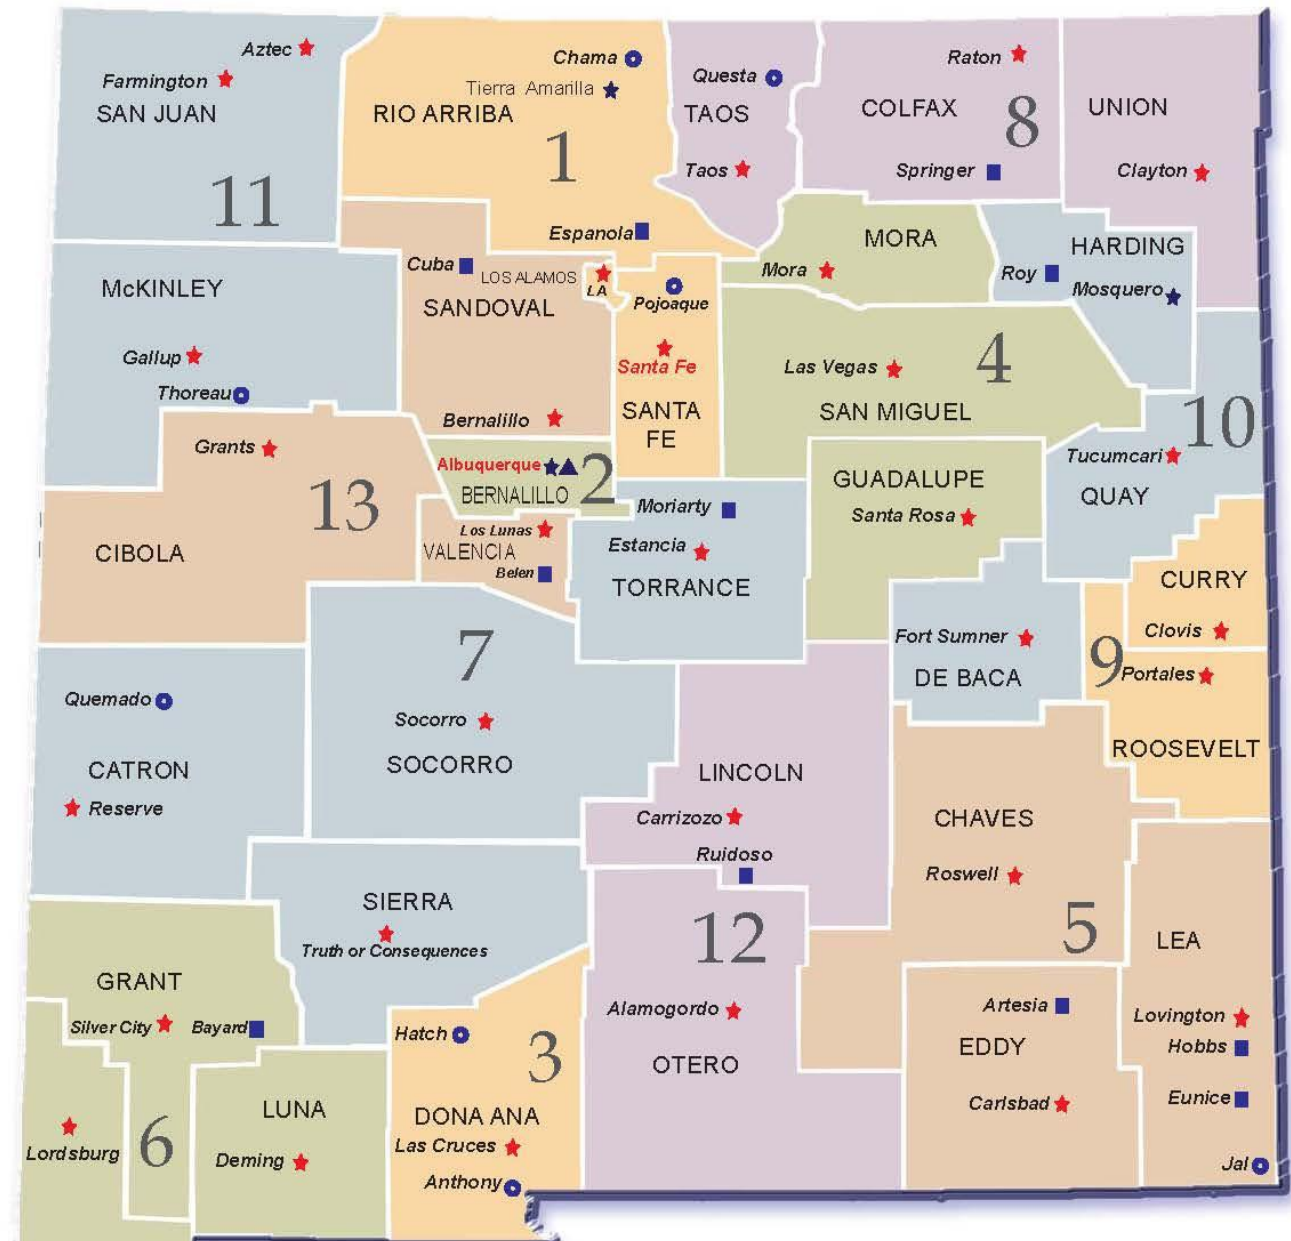 Aztec
Farmington
SAN JUAN
11
Chama
Tierra Amarilla
RIO ARRIBA
1
Espanola
Questa
TAOS
Taos
Raton
COLFAX
8
Springer
UNION
Clayton
McKINLEY
Gallup
Thoreau
Cuba
LOS ALAMOS
LA
SANDOVAL
Bernalillo
Pojoaque
Santa Fe
SANTA
FE
MORA
Mora
HARDING
Roy
Mosquero
Las Vegas
4
SAN MIGUEL
10
Tucumcari
QUAY
Grants
13
CIBOLA
Albuquerque
2
BERNALILLO
Los Lunas
VALENCIA
Belen
Moriarty
Estancia
TORRANCE
GUADALUPE
Santa Rosa
CURRY
Clovis
9
Portales
ROOSEVELT
Fort Sumner
DE BACA
7
Socorro
SOCORRO
Quemado
CATRON
Reserve
LINCOLN
Carrizozo
Ruidoso
CHAVES
Roswell
5
LEA
Lovington
Hobbs
Eunice
Jal
SIERRA
Truth or Consequences
12
Alamogordo
OTERO
Artesia
EDDY
Carlsbad
GRANT
Silver City
Bayard
Hatch
3
DONA ANA
Las Cruces
Anthony
LUNA
Deming
6
Lordsburg